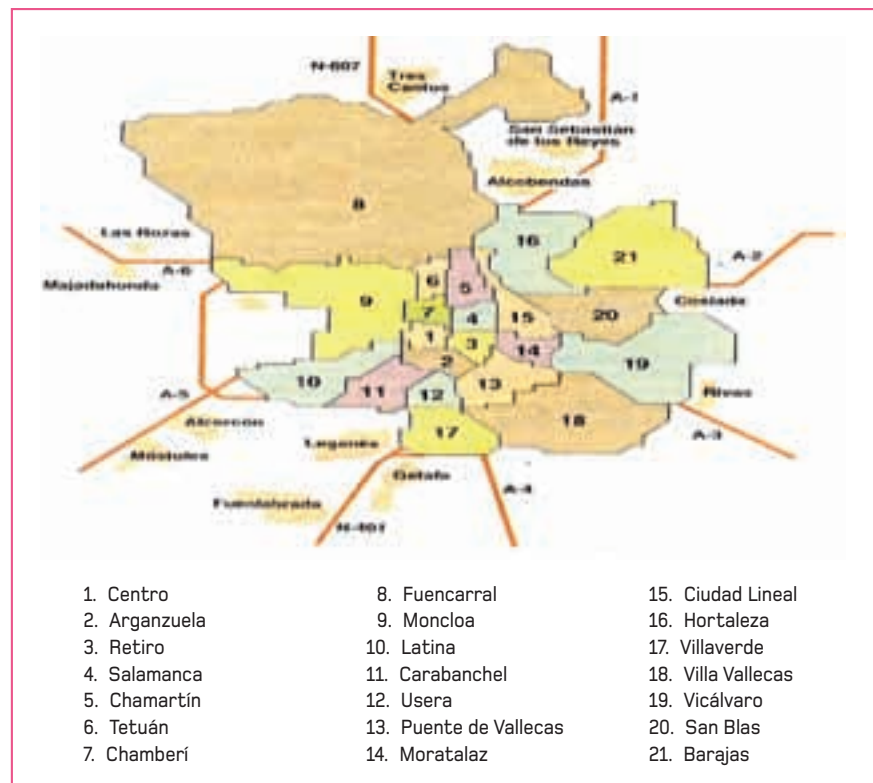 N-607
Tres
Cantos
A-1
San Sebastián
de los Reyes
Alcobendas
8
16
Las Rozas
21
A-2
A-6
5
6
Majadahonda
9
Coslada
7
4
15
20
1
3
14
19
2
10
13
11
12
Rivas
A-5
Alcorcón
18
17
A-3
Leganés
Móstoles
Getafe
A-4
Fuenlabrada
N-401
1. Centro
2. Arganzuela
3. Retiro
4. Salamanca
5. Chamartín
6. Tetuán
7. Chamberí
8. Fuencarral
9. Moncloa
10. Latina
11. Carabanchel
12. Usera
13. Puente de Vallecas
14. Moratalaz
15. Ciudad Lineal
16. Hortaleza
17. Villaverde
18. Villa Vallecas
19. Vicálvaro
20. San Blas
21. Barajas